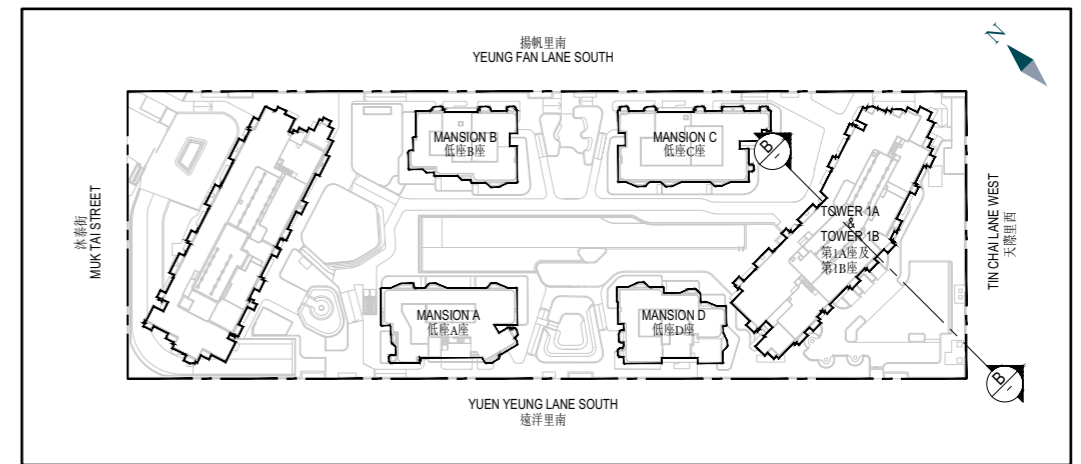 揚帆里南
YEUNG FAN LANE SOUTH
N
MANSION B
低座B座
MANSION C
低座C座
B
沐泰街
MUK TAI STREET
TOWER 1A
&
TOWER 1B
第1A座及
第1B座
TIN CHAI LANE WEST
天際里西
MANSION A
低座A座
MANSION D
低座D座
B
YUEN YEUNG LANE SOUTH
遠洋里南